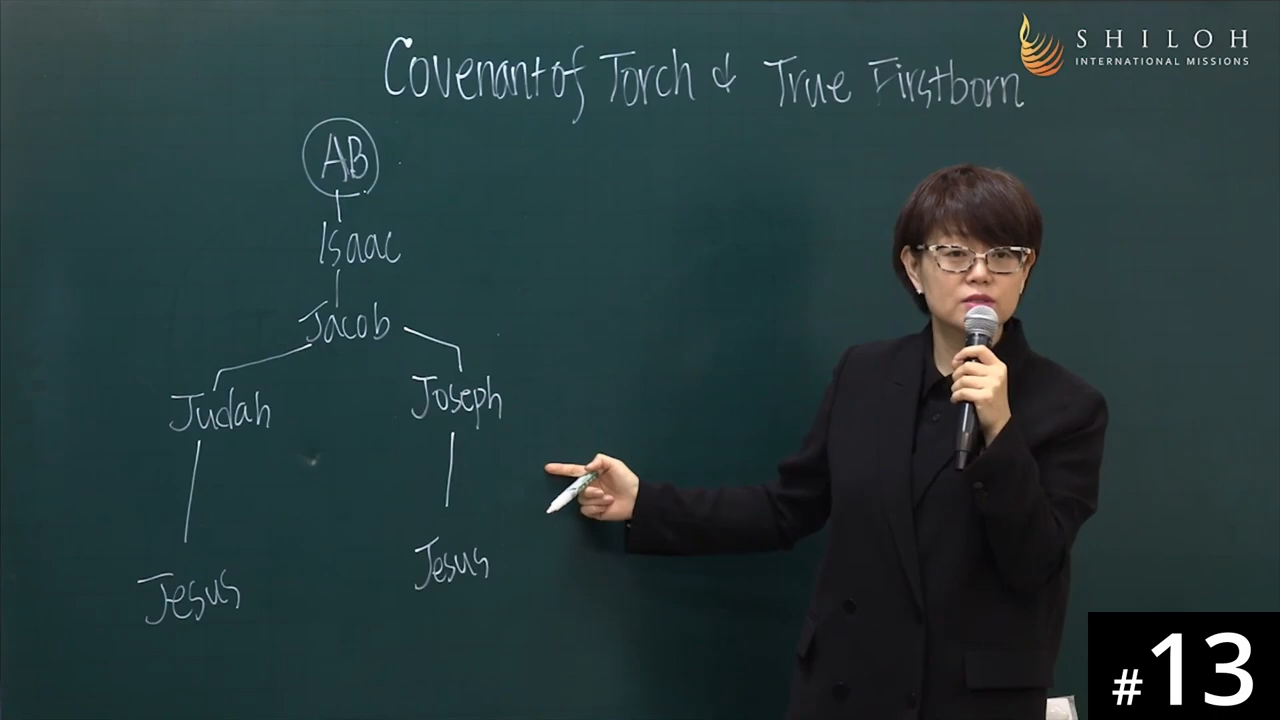 SHILOH
INTERNATIONAL MISSIONS
Covenant of Torch & True Firstborn
AB
Isaac
Jacob
Judah
Joseph
Jesus
Jesus
#13